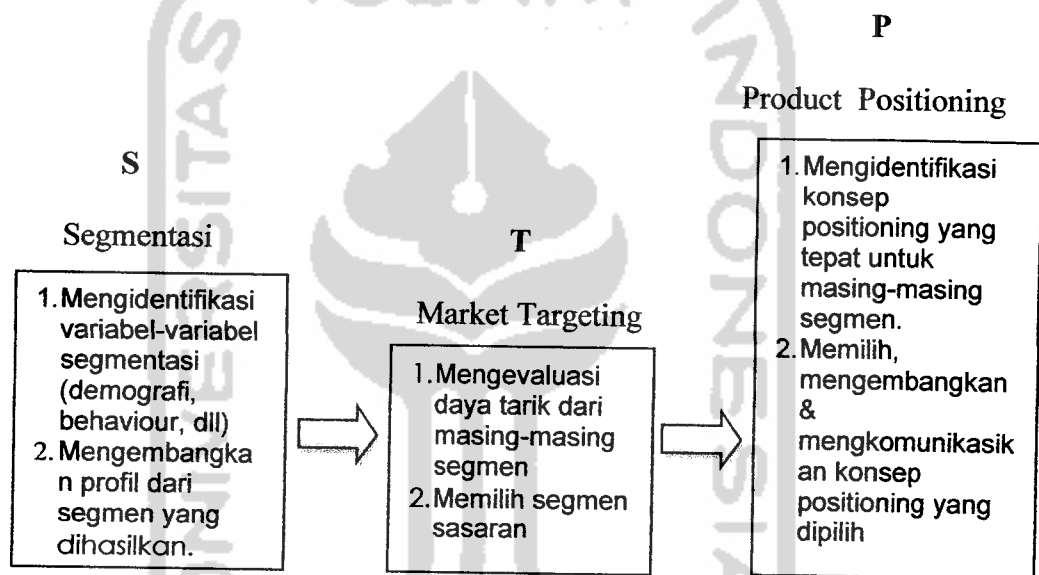 S
Segmentasi
1. Mengidentifikasi
variabel-variabel
segmentasi
(demografi,
behaviour, dll)
2. Mengembangka
n profil dari
segmen yang
dihasilkan.
T
Market Targeting
1. Mengevaluasi
daya tarik dari
masing-masing
segmen
2. Memilih segmen
sasaran
P
Product Positioning
1. Mengidentifikasi
konsep
positioning yang
tepat untuk
masing-masing
segmen.
2. Memilih,
mengembangkan
&
mengkomunikasik
an konsep
positioning yang
dipilih